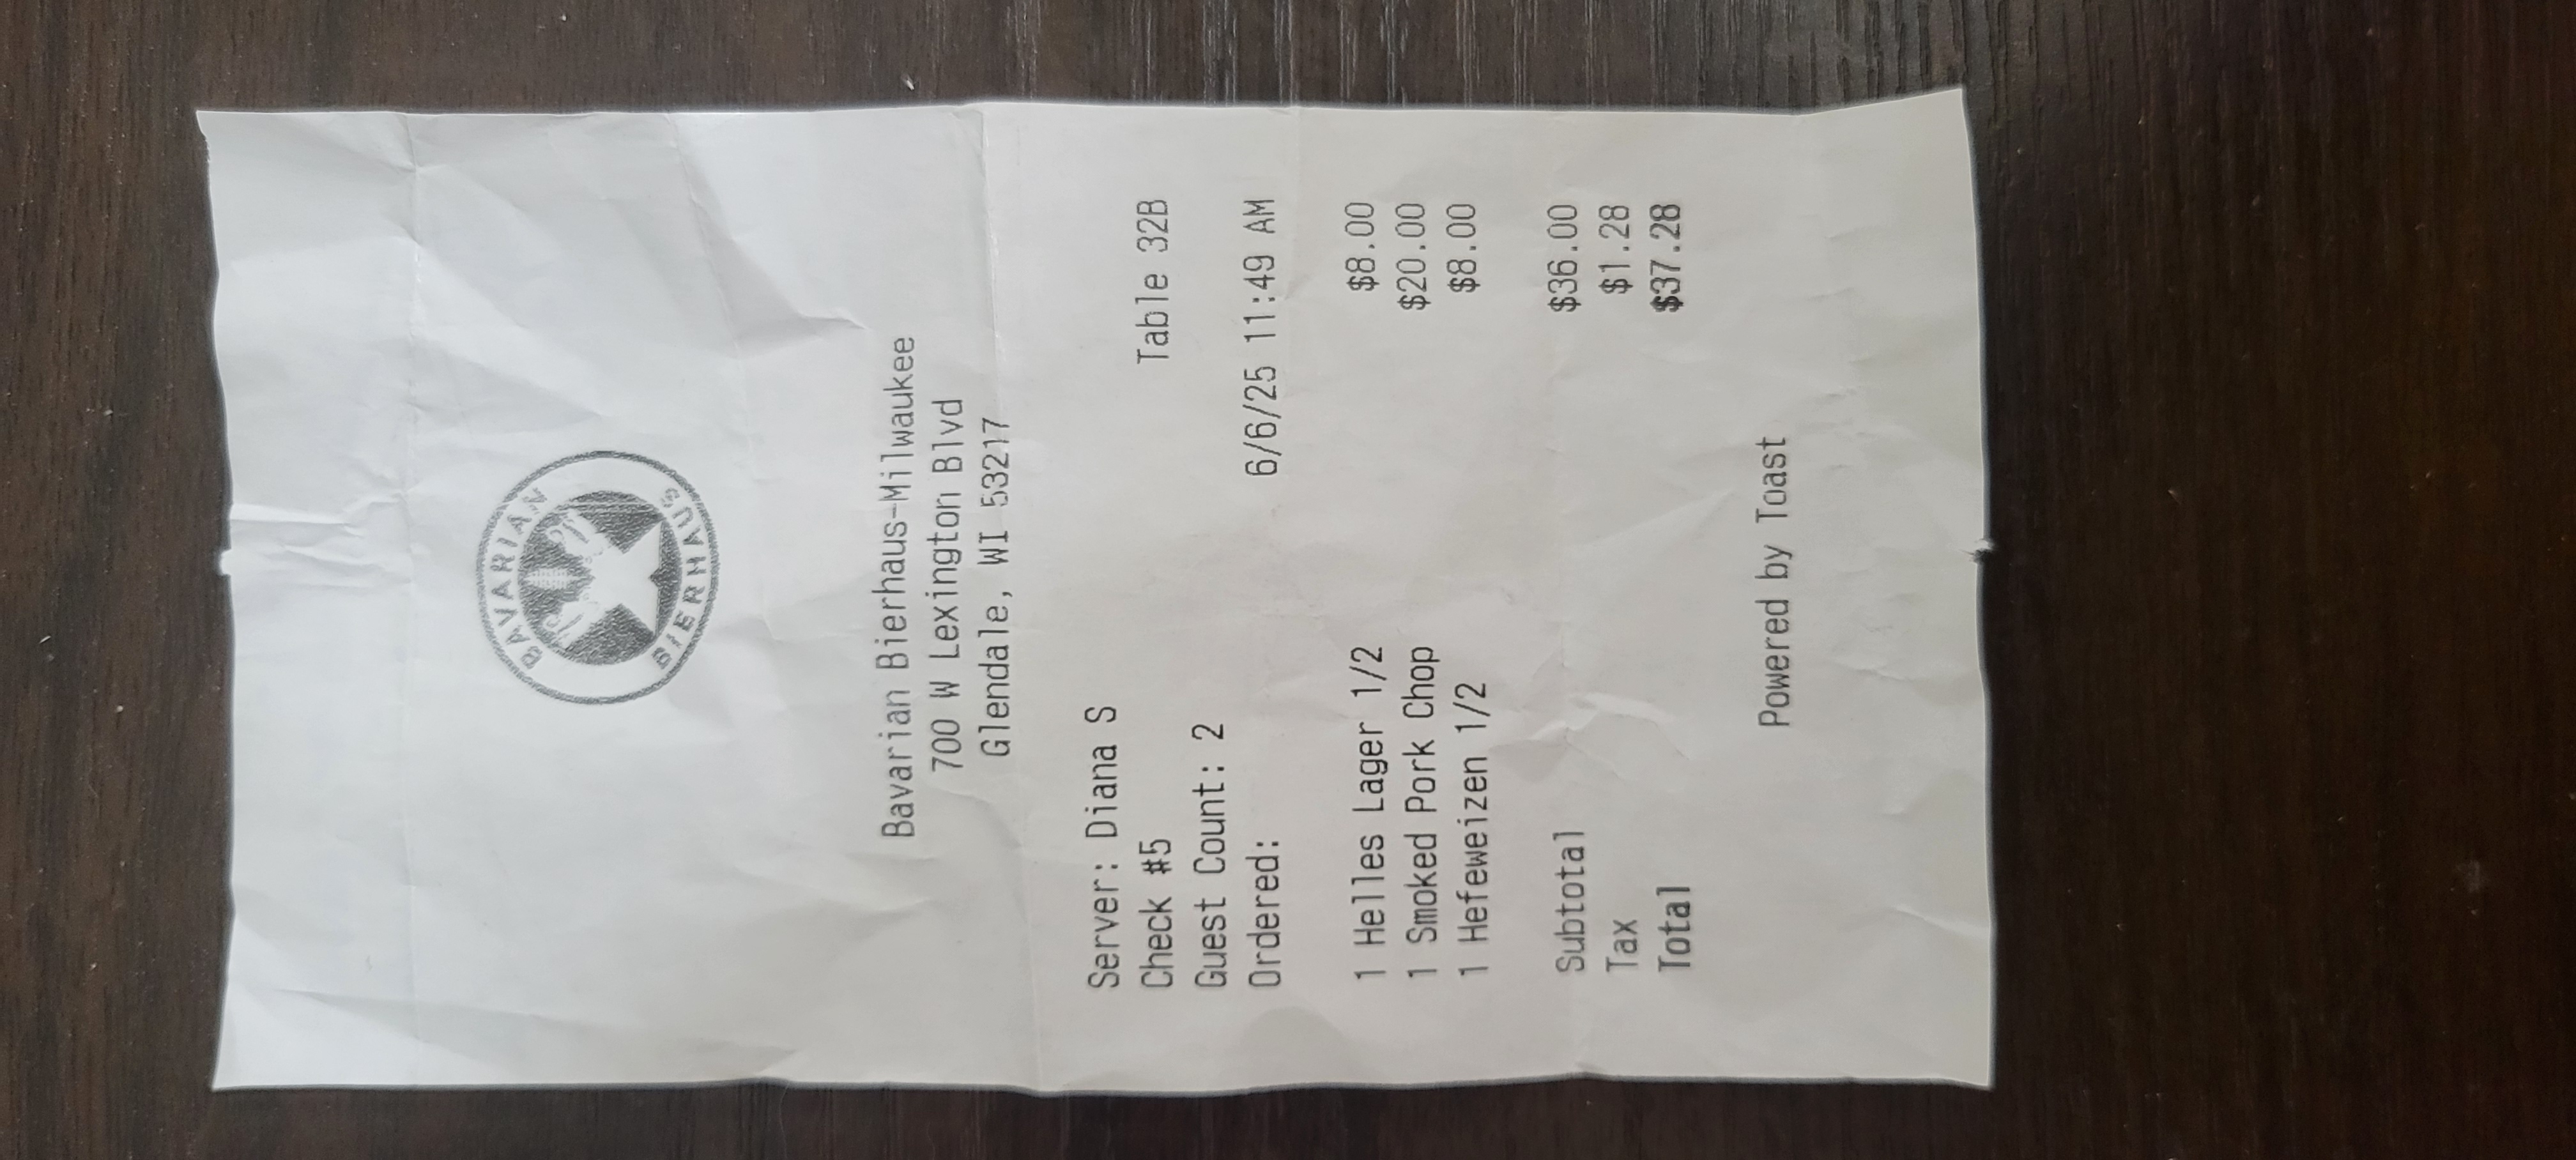 BAVARIAN
BIERHAUS
Bavarian Bierhaus-Milwaukee
700 W Lexington Blvd
Glendale, WI 53217
Server: Diana S
Check #5 Table 32B
Guest Count: 2
Ordered: 6/6/25 11:49 AM
1 Helles Lager 1/2 $8.00
1 Smoked Pork Chop $20.00
1 Hefeweizen 1/2 $8.00
Subtotal $36.00
Tax $1.28
Total $37.28
Powered by Toast